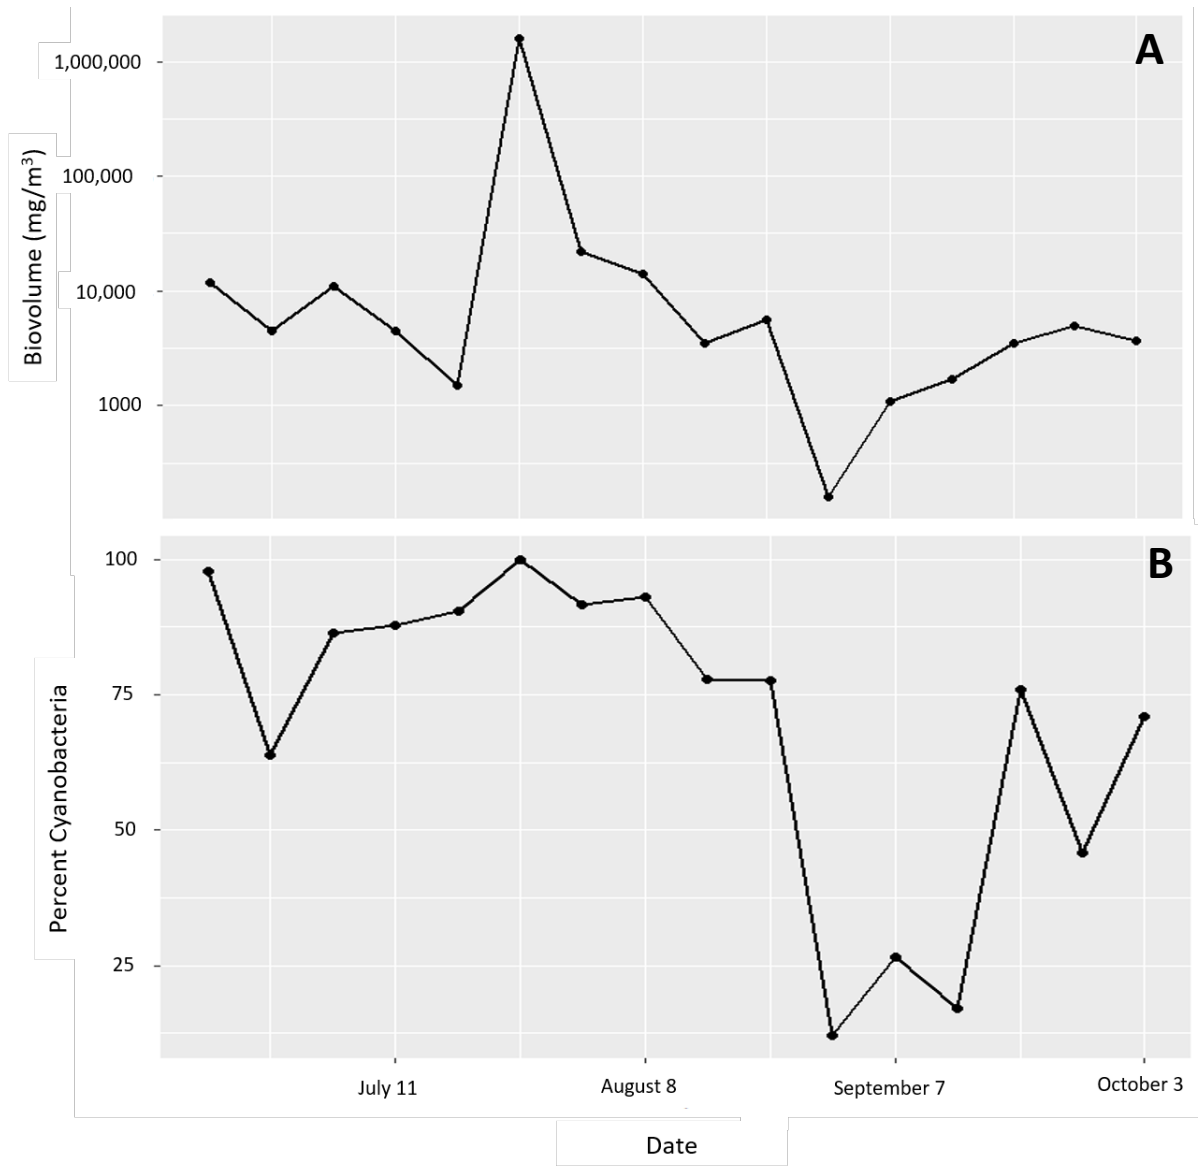 A
1,000,000
100,000
10,000
1000
Biovolume (mg/m³)
B
100
75
50
25
Percent Cyanobacteria
July 11
August 8
September 7
October 3
Date